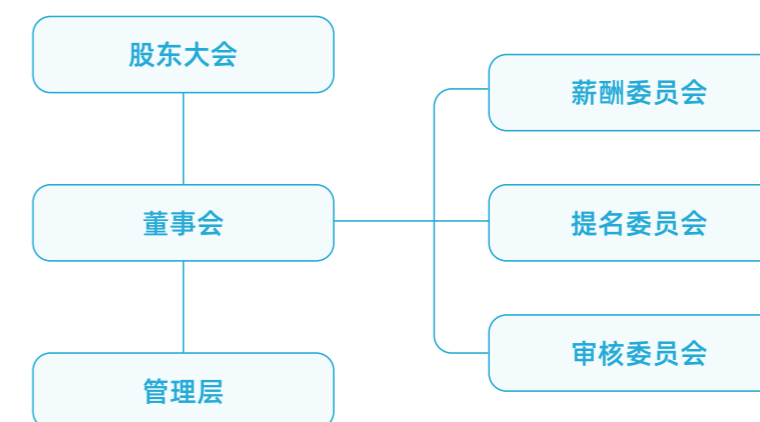 股东大会
薪酬委员会
董事会
提名委员会
审核委员会
管理层